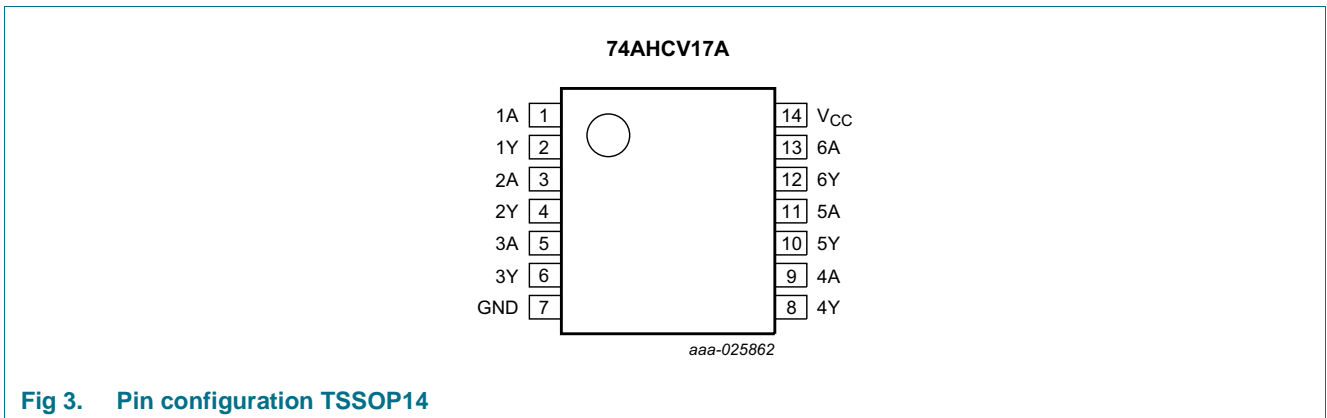 74AHCV17A
1A 1 14 VCC
1Y 2 13 6A
2A 3 12 6Y
2Y 4 11 5A
3A 5 10 5Y
3Y 6 9 4A
GND 7 8 4Y
aaa-025862
Fig 3. Pin configuration TSSOP14